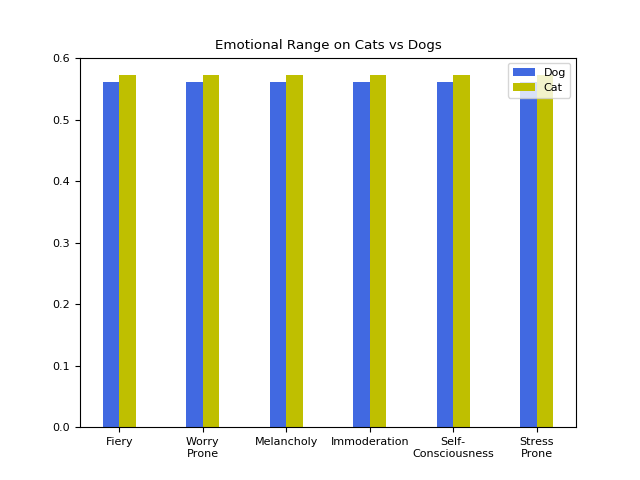 Emotional Range on Cats vs Dogs
Dog
Cat
0.6
0.5
0.4
0.3
0.2
0.1
0.0
Fiery
Worry
Prone
Melancholy
Immoderation
Self-
Consciousness
Stress
Prone